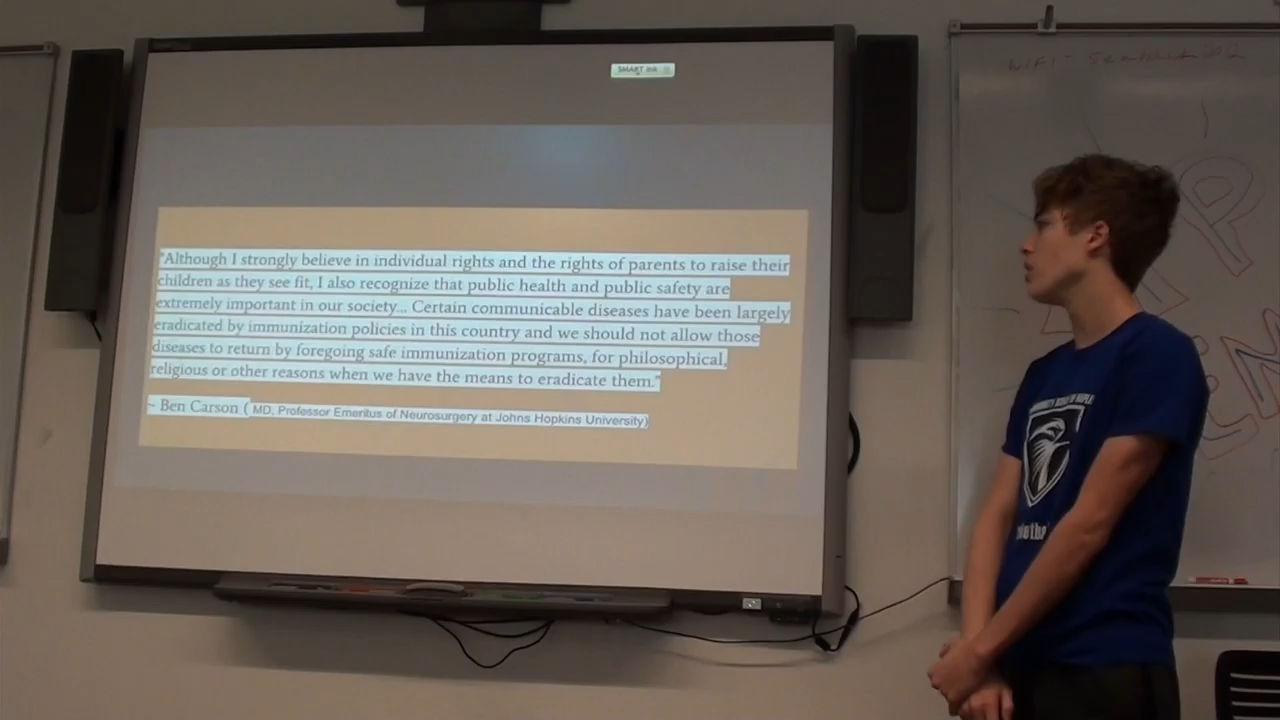 SMART Ink
"Although I strongly believe in individual rights and the rights of parents to raise their
children as they see fit, I also recognize that public health and public safety are
extremely important in our society... Certain communicable diseases have been largely
eradicated by immunization policies in this country and we should not allow those
diseases to return by foregoing safe immunization programs, for philosophical,
religious or other reasons when we have the means to eradicate them."
~ Ben Carson ( MD, Professor Emeritus of Neurosurgery at Johns Hopkins University)
WIFI -